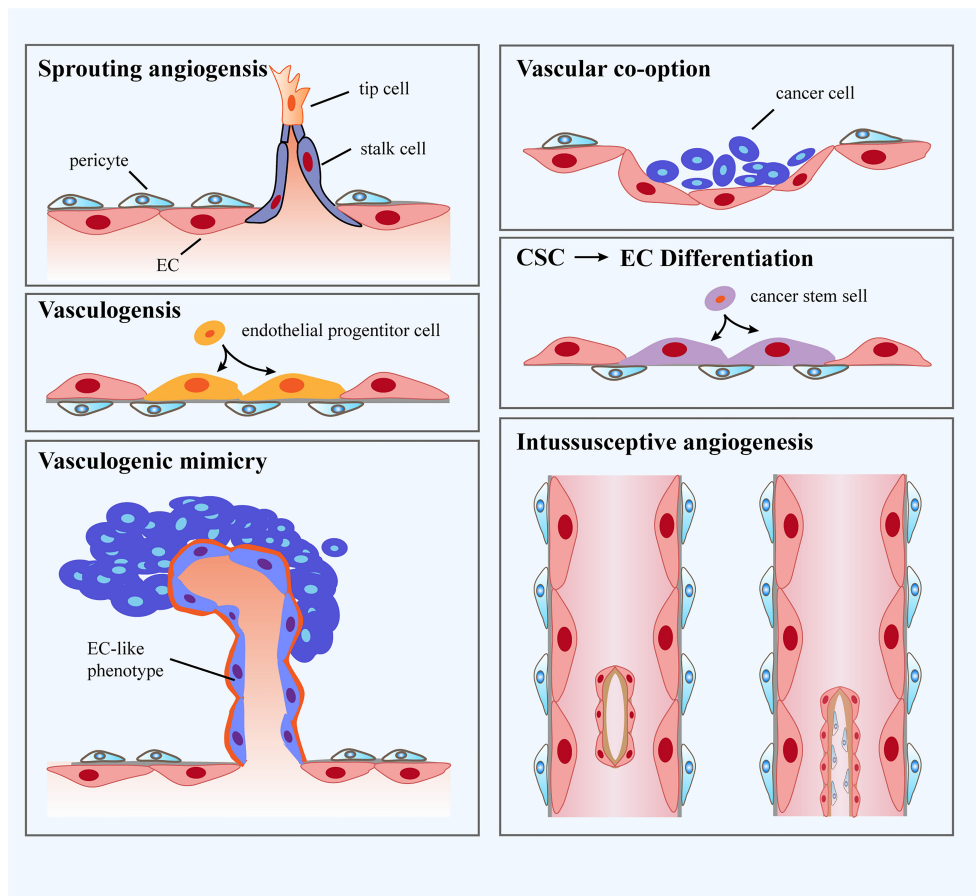 Sprouting angiogensis
tip cell
stalk cell
pericyte
EC
Vasculogensis
endothelial progentitor cell
Vasculogenic mimicry
EC-like
phenotype
Vascular co-option
cancer cell
CSC → EC Differentiation
cancer stem sell
Intussusceptive angiogenesis